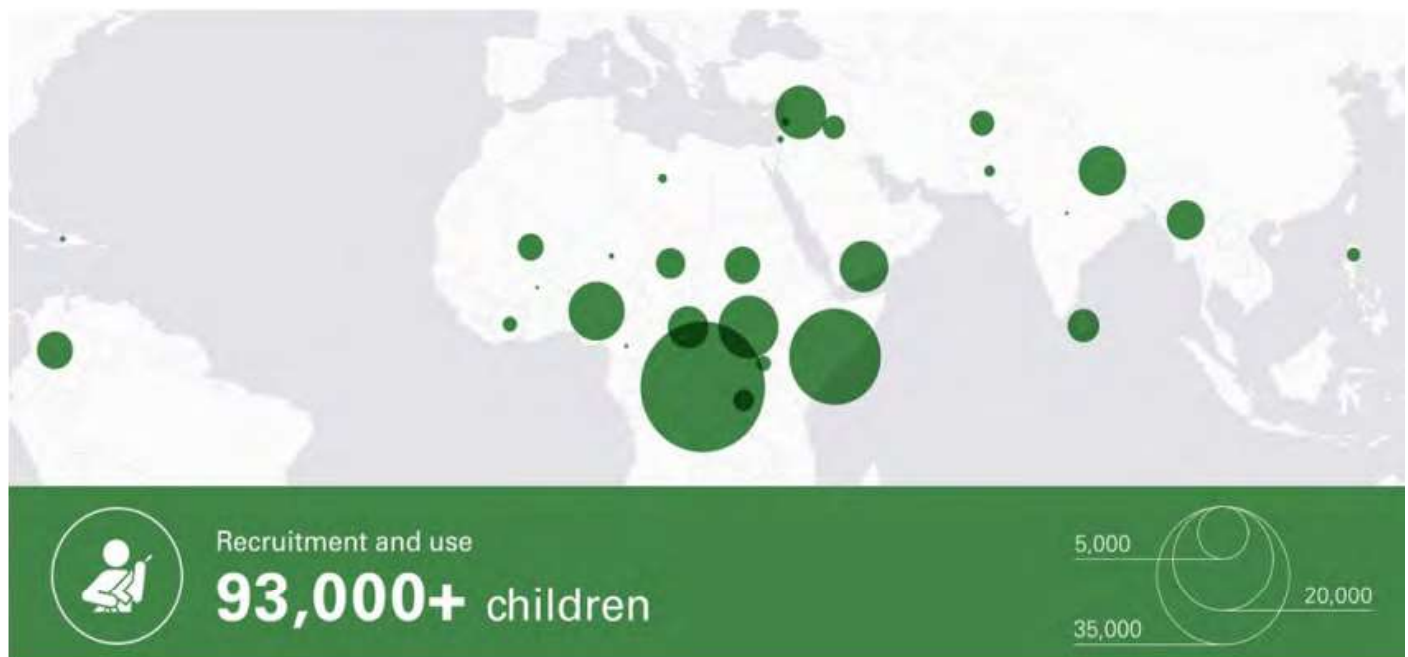 Recruitment and use
93,000+ children
5,000
20,000
35,000